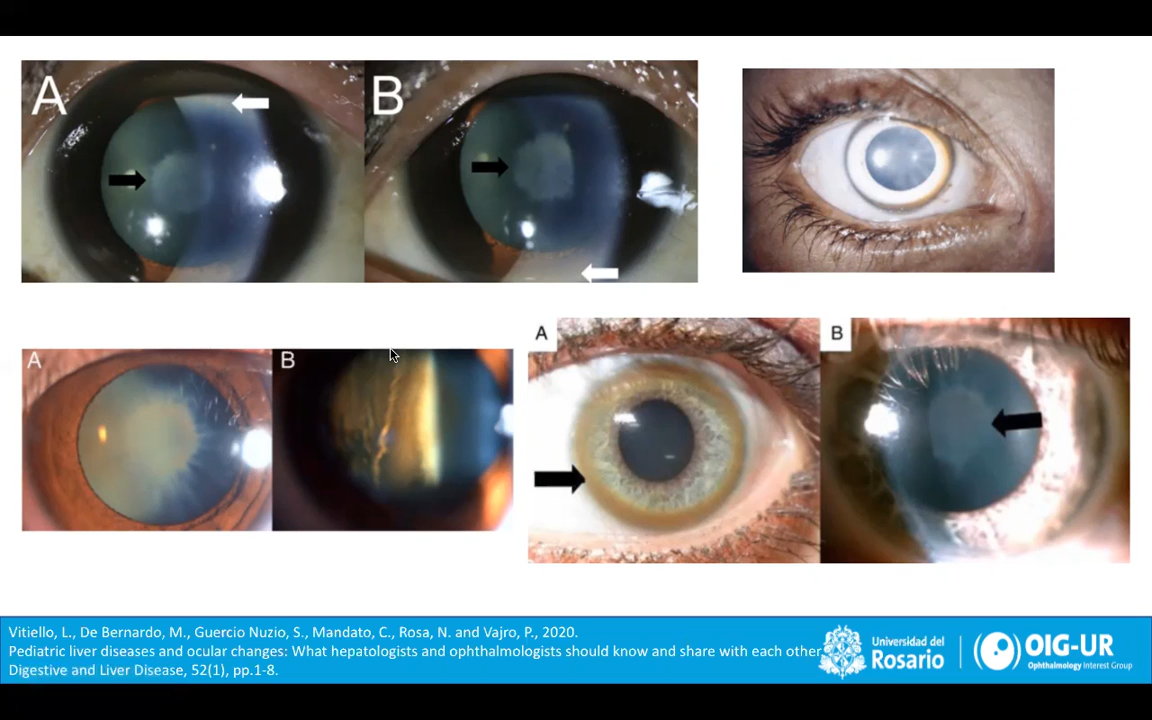 A
B
A
B
A
B
Vitiello, L., De Bernardo, M., Guercio Nuzio, S., Mandato, C., Rosa, N. and Vajro, P., 2020.
Pediatric liver diseases and ocular changes: What hepatologists and ophthalmologists should know and share with each other.
Digestive and Liver Disease, 52(1), pp.1-8.
Universidad del
Rosario
OIG-UR
Ophthalmology Interest Group